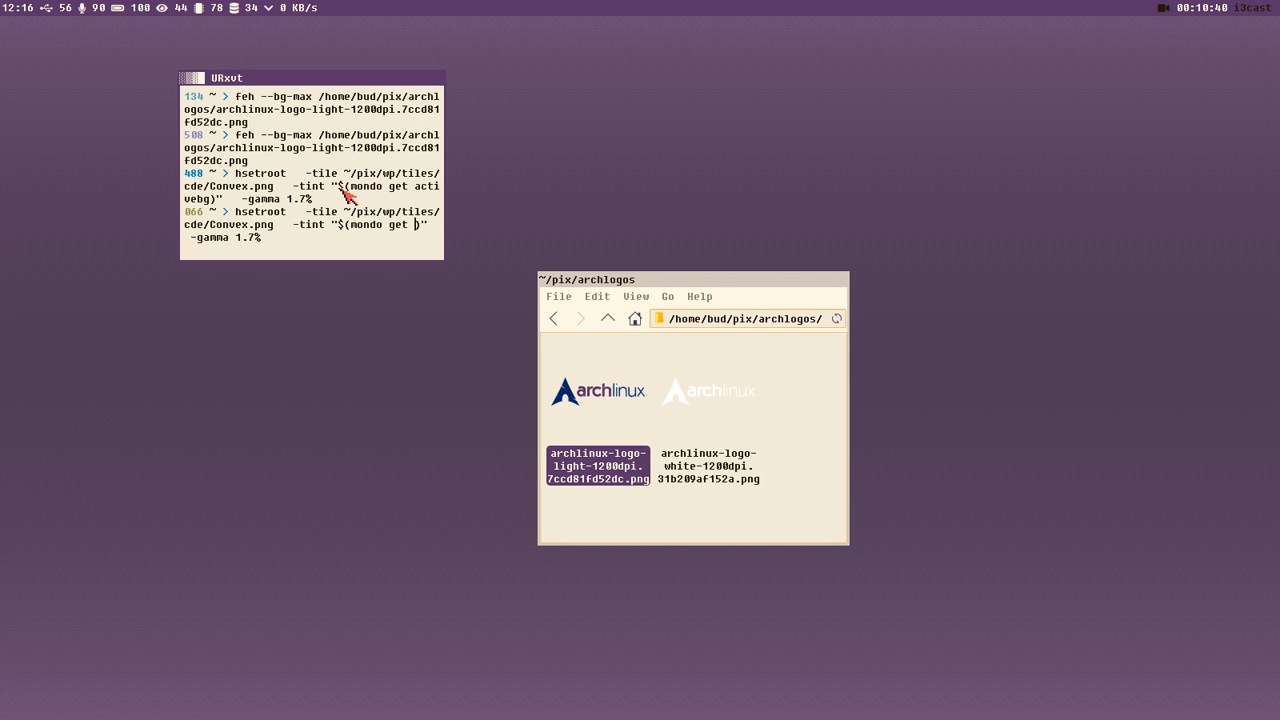 12:16 56 90 100 44 78 34 0 KB/s 00:10:40 i3cast
URxvt
134 ~ > feh --bg-max /home/bud/pix/archl
ogos/archlinux-logo-light-1200dpi.7ccd81
fd52dc.png
508 ~ > feh --bg-max /home/bud/pix/archl
ogos/archlinux-logo-light-1200dpi.7ccd81
fd52dc.png
488 ~ > hsetroot   -tile ~/pix/wp/tiles/
cde/Convex.png   -tint "$(mondo get acti
vebg)"   -gamma 1.7%
066 ~ > hsetroot   -tile ~/pix/wp/tiles/
cde/Convex.png   -tint "$(mondo get )"
 -gamma 1.7%
~/pix/archlogos
File Edit View Go Help
/home/bud/pix/archlogos/
archlinux archlinux
archlinux-logo-
light-1200dpi.
7ccd81fd52dc.png
archlinux-logo-
white-1200dpi.
31b209af152a.png